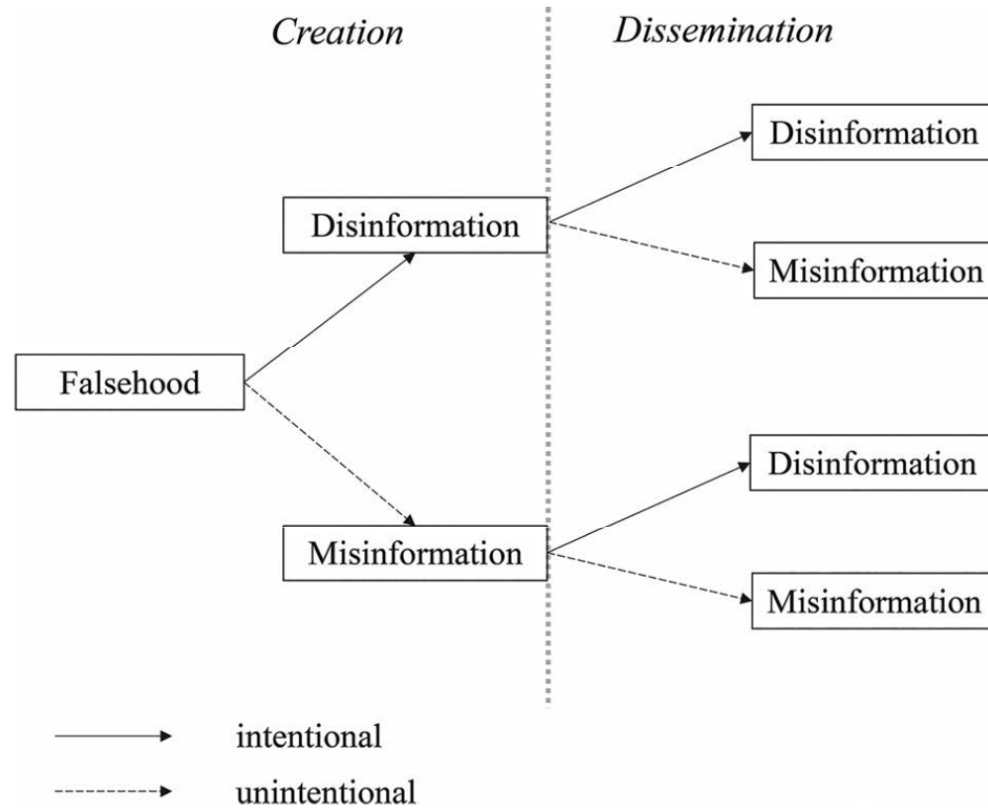 Creation
Dissemination
Disinformation
Disinformation
Misinformation
Falsehood
Disinformation
Misinformation
Misinformation
intentional
unintentional